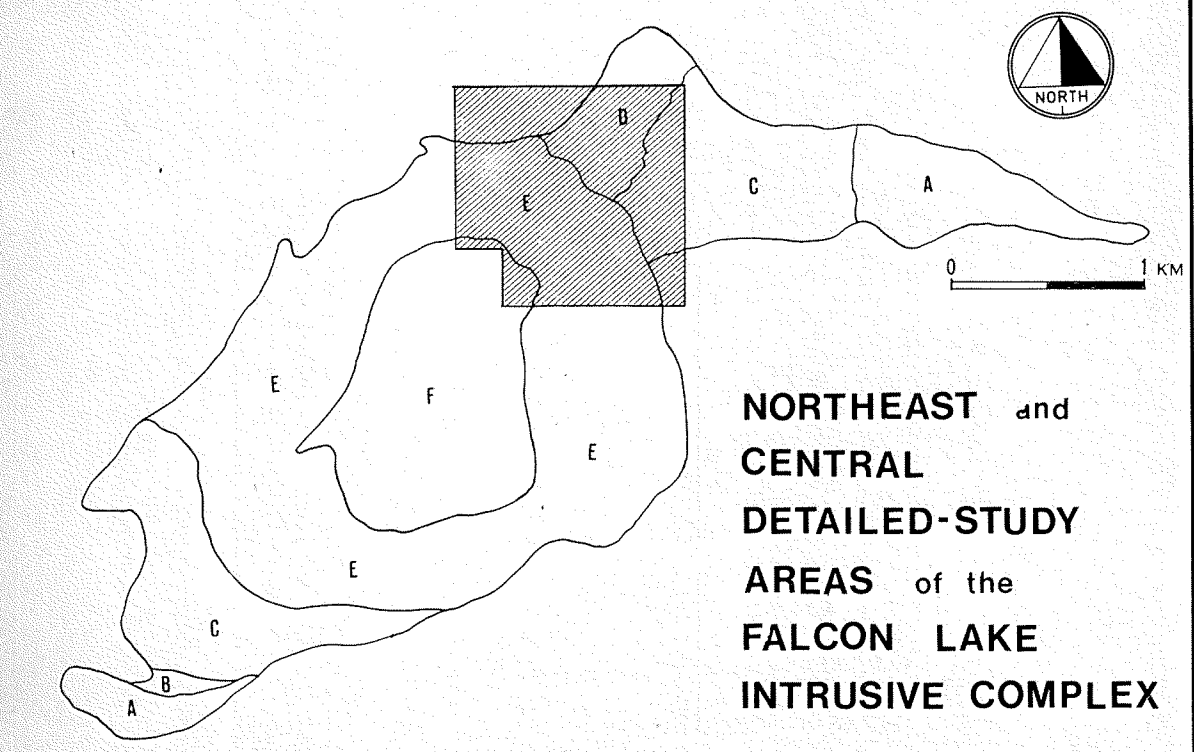 NORTH
D
C
A
E
0 1 KM
E
F
E
NORTHEAST and
CENTRAL
DETAILED-STUDY
AREAS of the
FALCON LAKE
INTRUSIVE COMPLEX
E
C
B
A